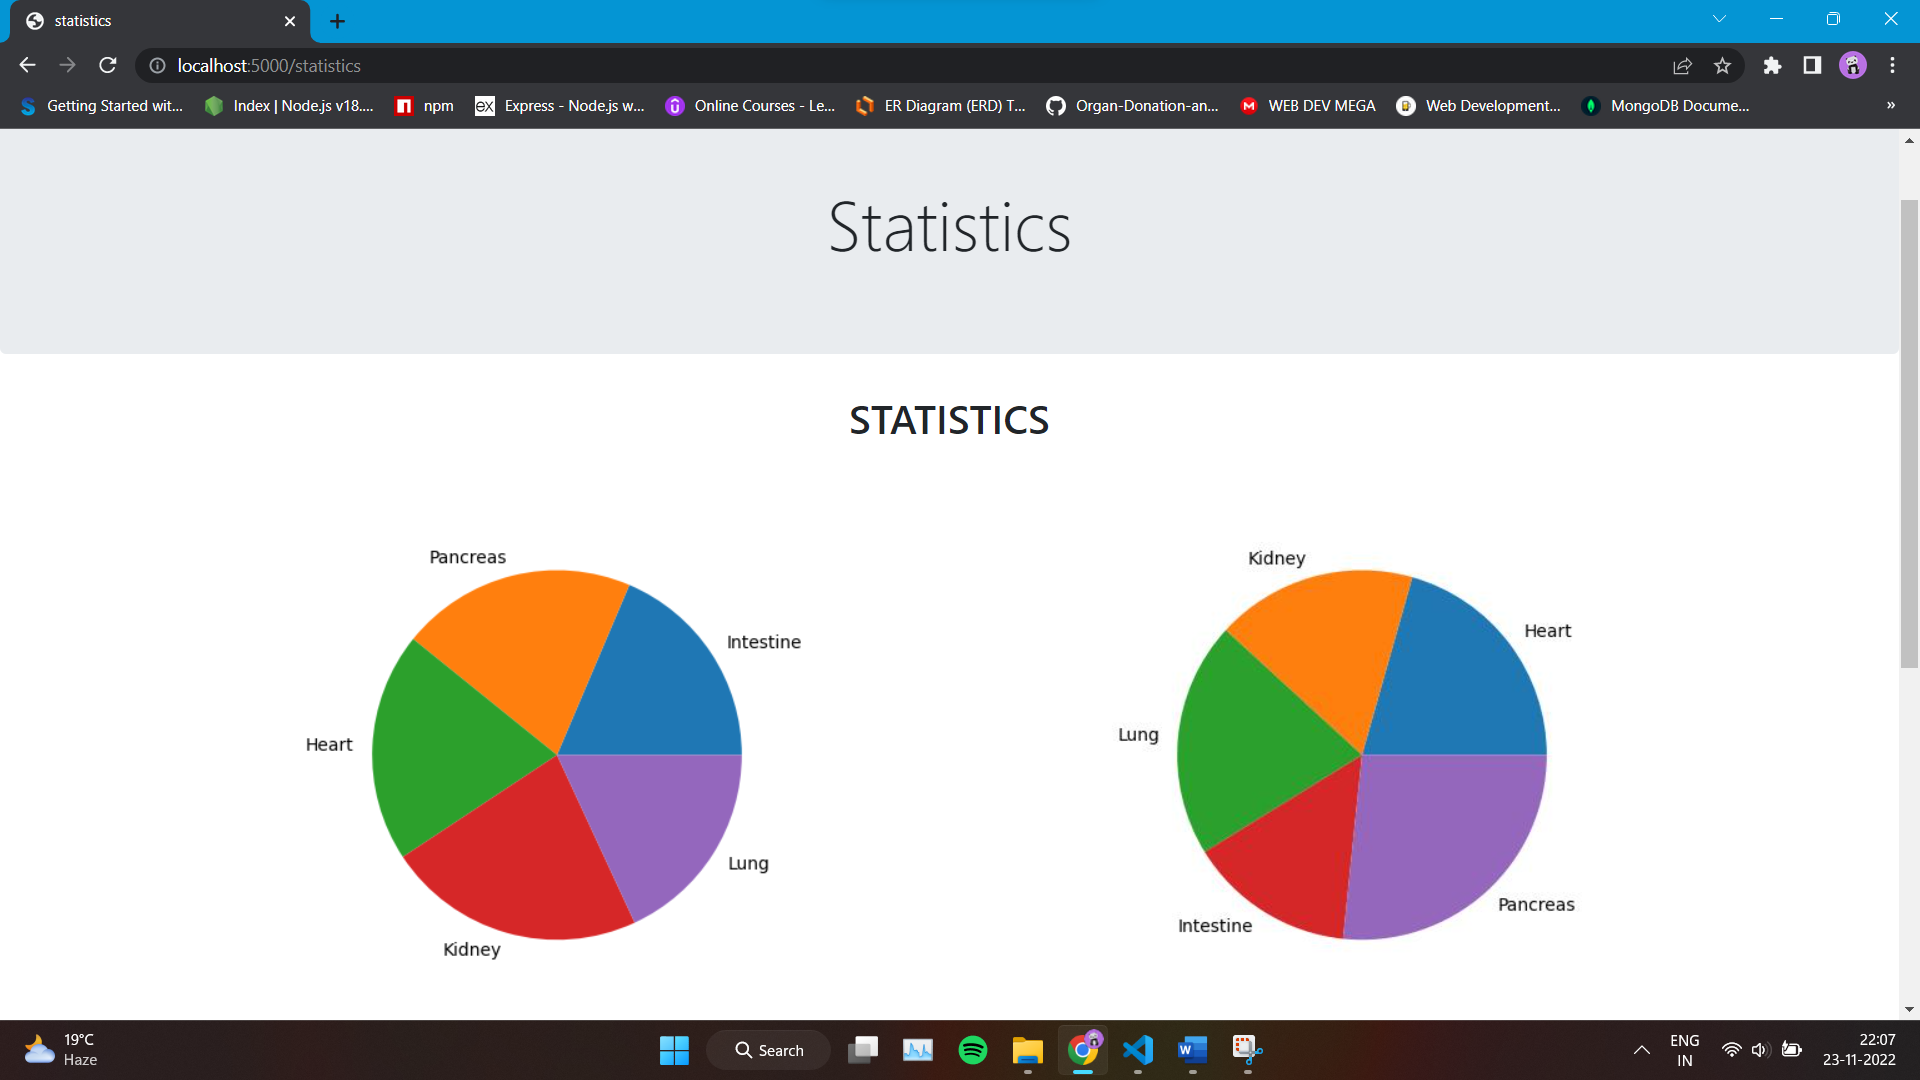 statistics
localhost:5000/statistics
Getting Started wit...
Index | Node.js v18....
npm
ex
Express - Node.js w...
Online Courses - Le...
ER Diagram (ERD) T...
Organ-Donation-an...
M
WEB DEV MEGA
Web Development...
MongoDB Docume...
»
Statistics
STATISTICS
Pancreas
Intestine
Heart
Lung
Kidney
Kidney
Heart
Lung
Pancreas
Intestine
19°C
Haze
Search
W
ENG
IN
22:07
23-11-2022